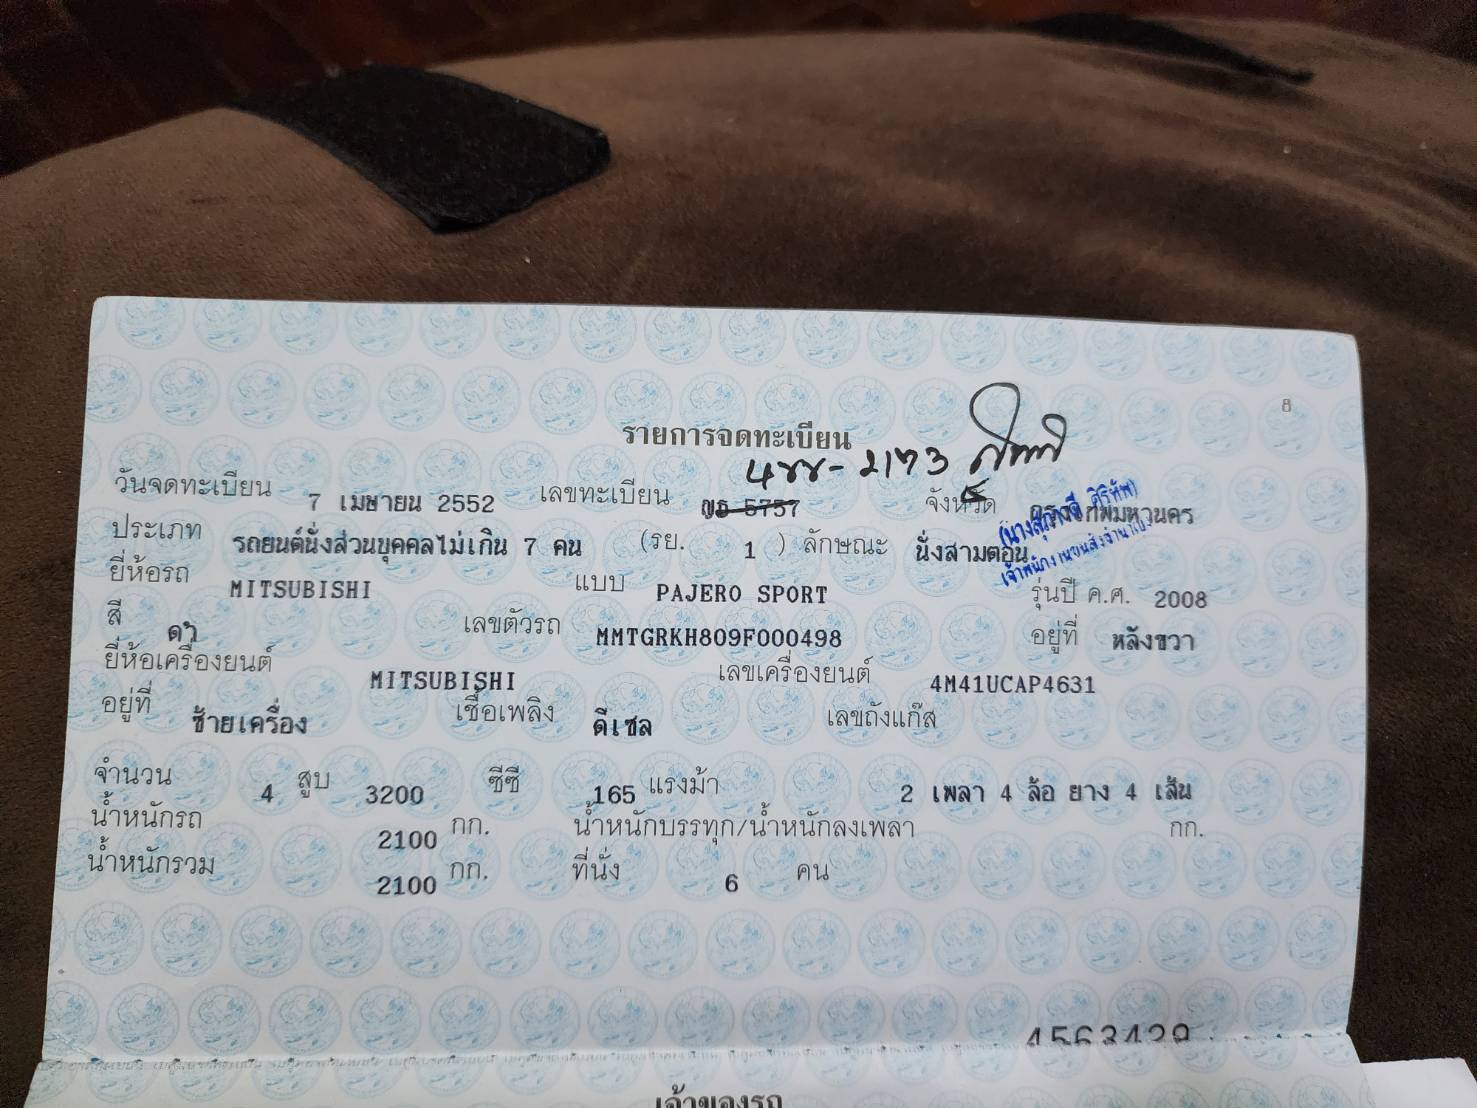 8
รายการจดทะเบียน
2173
วันจดทะเบียน 7 เมษายน 2552 เลขทะเบียน 5757 จังหวัด กรุงเทพมหานคร
ประเภท รถยนต์นั่งส่วนบุคคลไม่เกิน 7 คน (รย. 1 ) ลักษณะ นั่งสามตอน
ยี่ห้อรถ MITSUBISHI แบบ PAJERO SPORT รุ่นปี ค.ศ. 2008
สี ดำ เลขตัวรถ MMTGRKH809F000498 อยู่ที่ หลังขวา
ยี่ห้อเครื่องยนต์ MITSUBISHI เลขเครื่องยนต์ 4M41UCAP4631
อยู่ที่ ซ้ายเครื่อง เชื้อเพลิง ดีเซล เลขถังแก๊ส
จำนวน 4 สูบ 3200 ซีซี 165 แรงม้า 2 เพลา 4 ล้อ ยาง 4 เส้น
น้ำหนักรถ 2100 กก. น้ำหนักบรรทุก/น้ำหนักลงเพลา กก.
น้ำหนักรวม 2100 กก. ที่นั่ง 6 คน
4563429
เจ้าของรถ